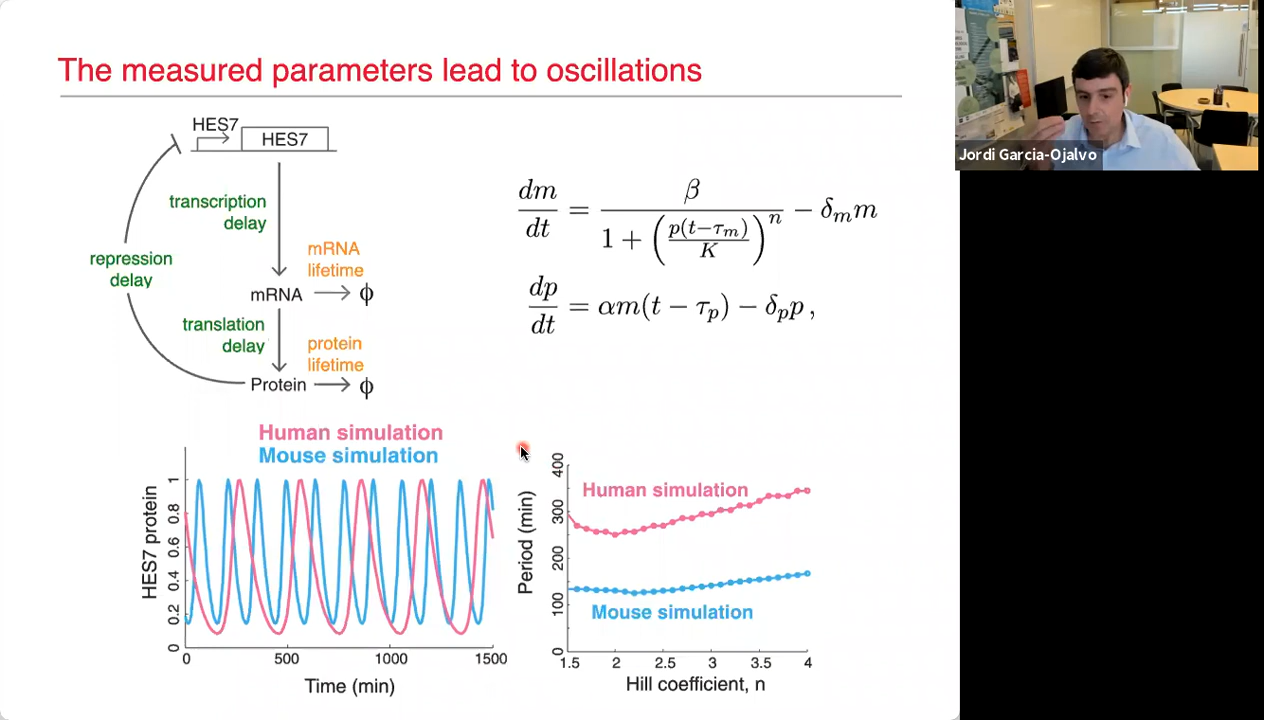 The measured parameters lead to oscillations
HES7
HES7
transcription
delay
repression
delay
mRNA
lifetime
mRNA
ϕ
translation
delay
protein
lifetime
Protein
ϕ
dm/dt = β / (1 + (p(t−τₘ)/K)ⁿ) − δₘm
dp/dt = αm(t − τₚ) − δₚp ,
Human simulation
Mouse simulation
HES7 protein
1
0.8
0.6
0.4
0.2
0
0 500 1000 1500
Time (min)
Period (min)
400
300
200
100
0
Human simulation
Mouse simulation
1.5 2 2.5 3 3.5 4
Hill coefficient, n
Jordi Garcia-Ojalvo